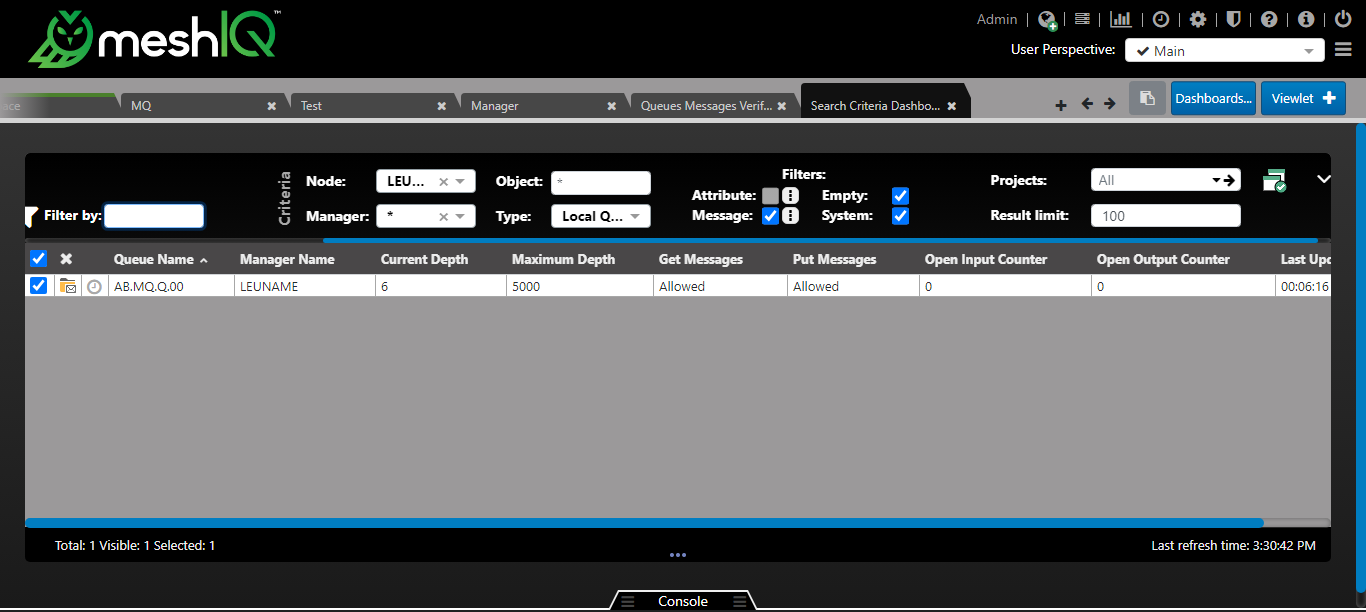 meshIQ™
Admin
User Perspective: Main
ace MQ Test Manager Queues Messages Verif... Search Criteria Dashbo... Dashboards... Viewlet
Filter by:
Criteria
Node: LEU...
Manager: *
Object: *
Type: Local Q...
Filters:
Attribute: Empty:
Message: System:
Projects: All
Result limit: 100
Queue Name Manager Name Current Depth Maximum Depth Get Messages Put Messages Open Input Counter Open Output Counter Last Upd
AB.MQ.Q.00 LEUNAME 6 5000 Allowed Allowed 0 0 00:06:16
Total: 1 Visible: 1 Selected: 1
Last refresh time: 3:30:42 PM
Console